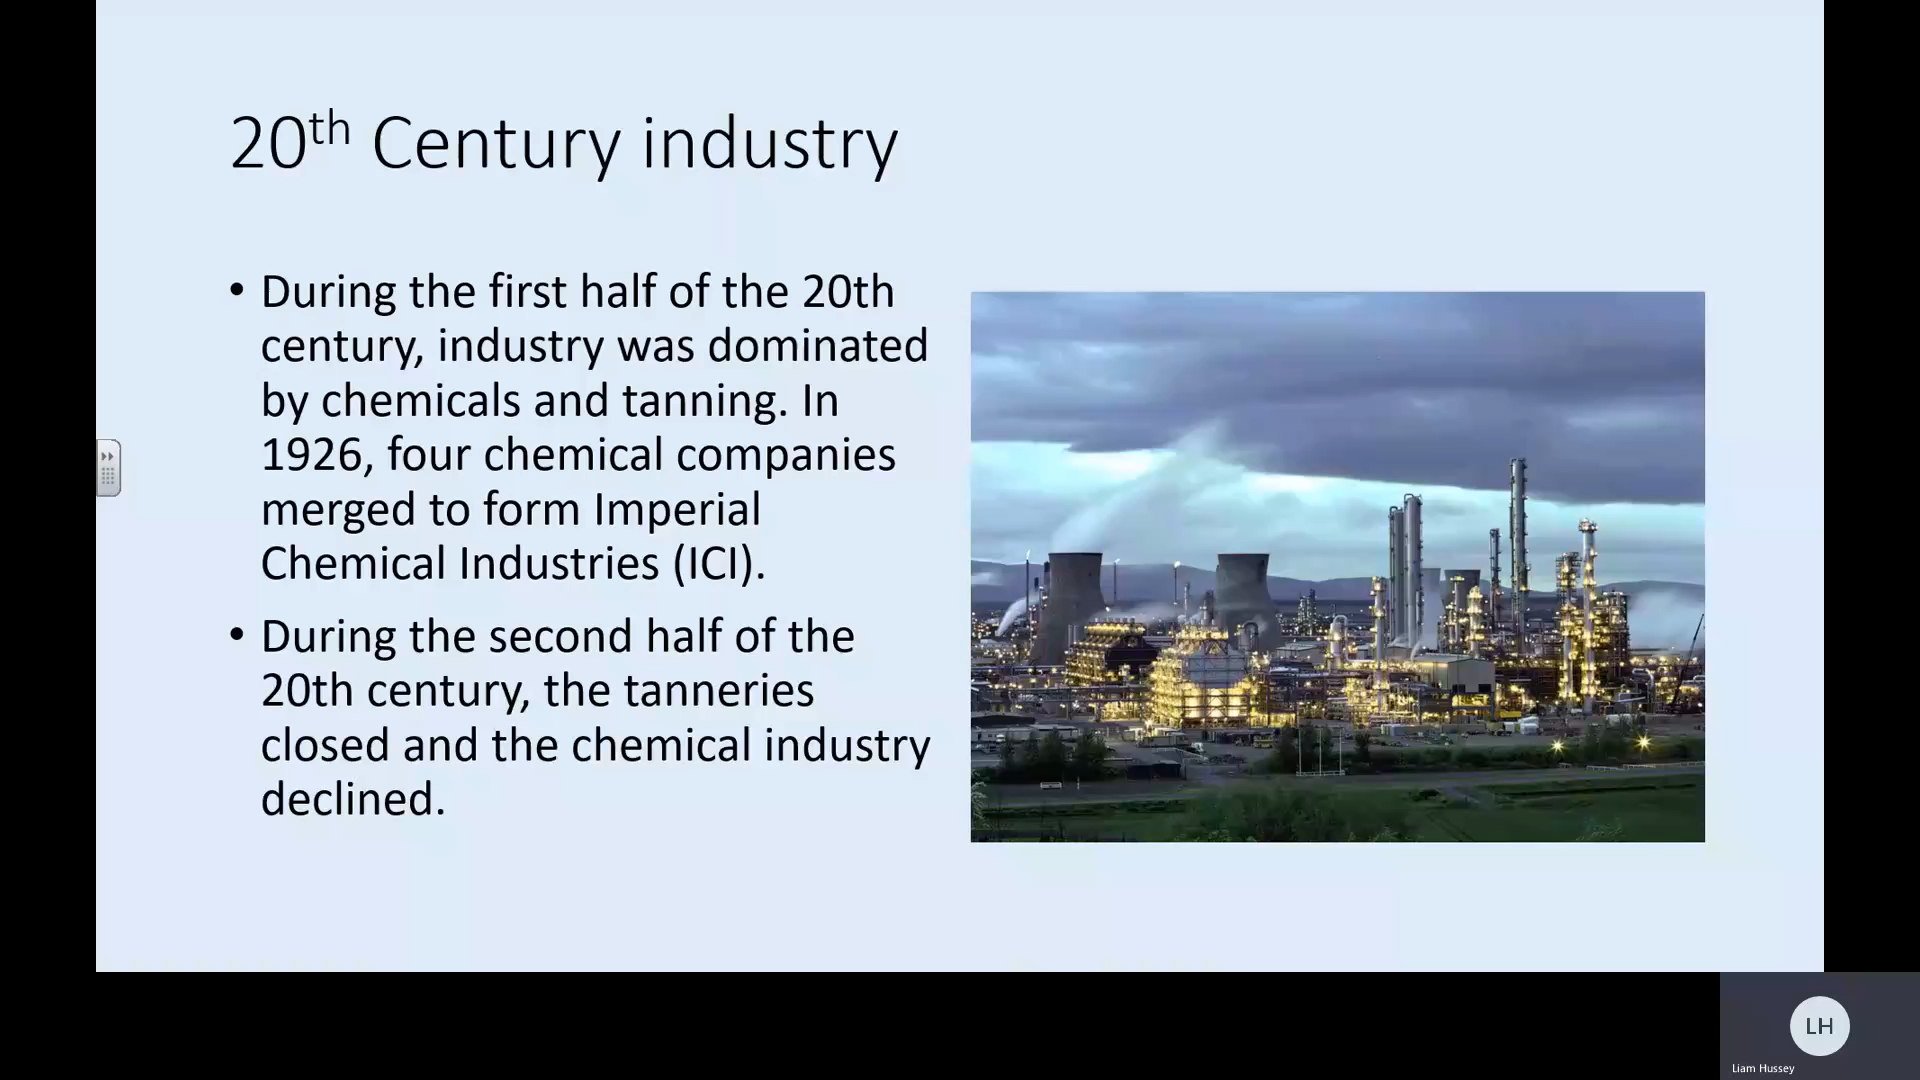 20th Century industry
• During the first half of the 20th
century, industry was dominated
by chemicals and tanning. In
1926, four chemical companies
merged to form Imperial
Chemical Industries (ICI).
• During the second half of the
20th century, the tanneries
closed and the chemical industry
declined.
LH
Liam Hussey